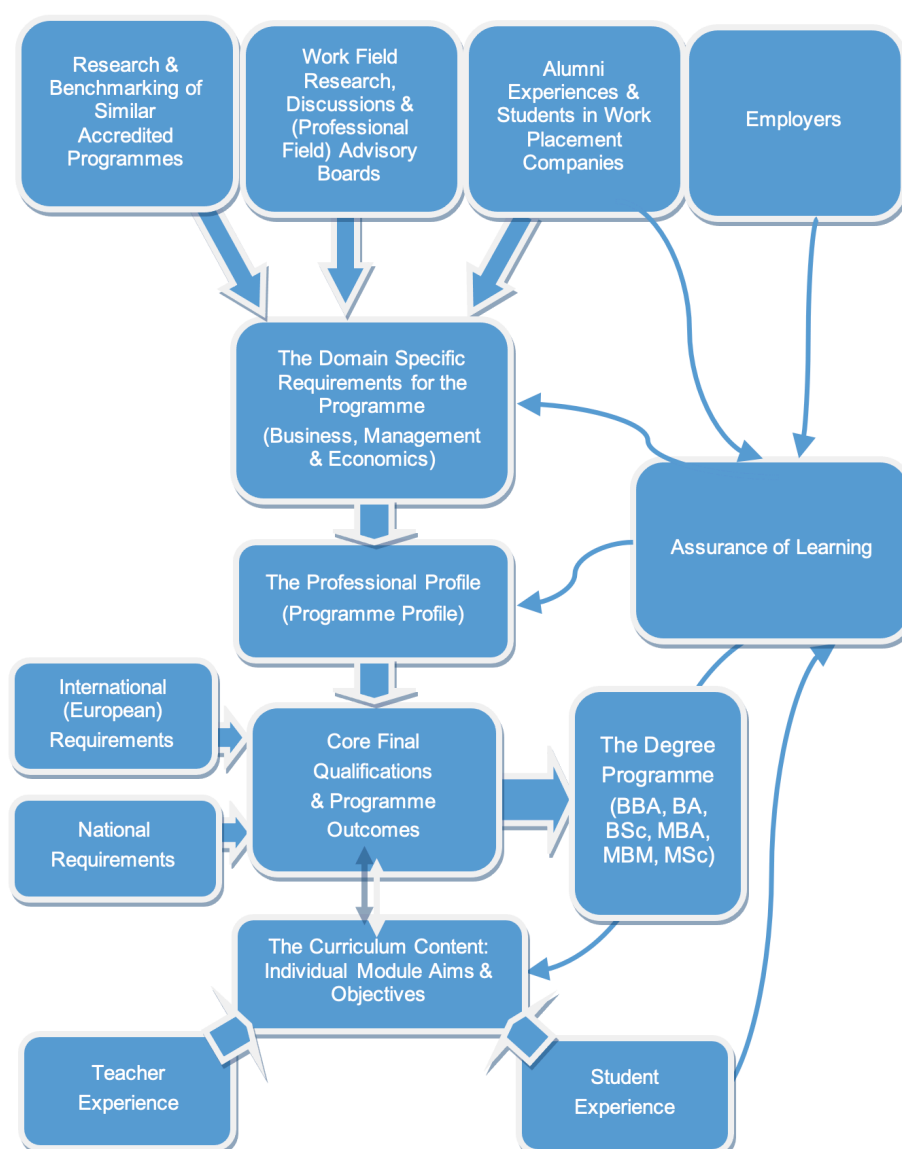 Research &
Benchmarking of
Similar
Accredited
Programmes
Work Field
Research,
Discussions &
(Professional
Field) Advisory
Boards
Alumni
Experiences &
Students in Work
Placement
Companies
Employers
The Domain Specific
Requirements for the
Programme
(Business, Management
& Economics)
Assurance of Learning
The Professional Profile
(Programme Profile)
International
(European)
Requirements
Core Final
Qualifications
& Programme
Outcomes
The Degree
Programme
(BBA, BA,
BSc, MBA,
MBM, MSc)
National
Requirements
The Curriculum Content:
Individual Module Aims &
Objectives
Teacher
Experience
Student
Experience